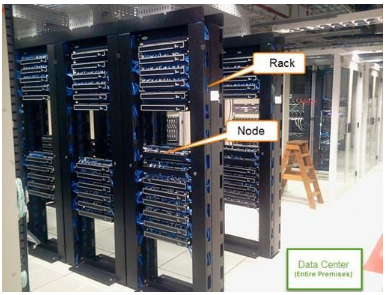 Rack
Node
Data Center
(Entire Premises)